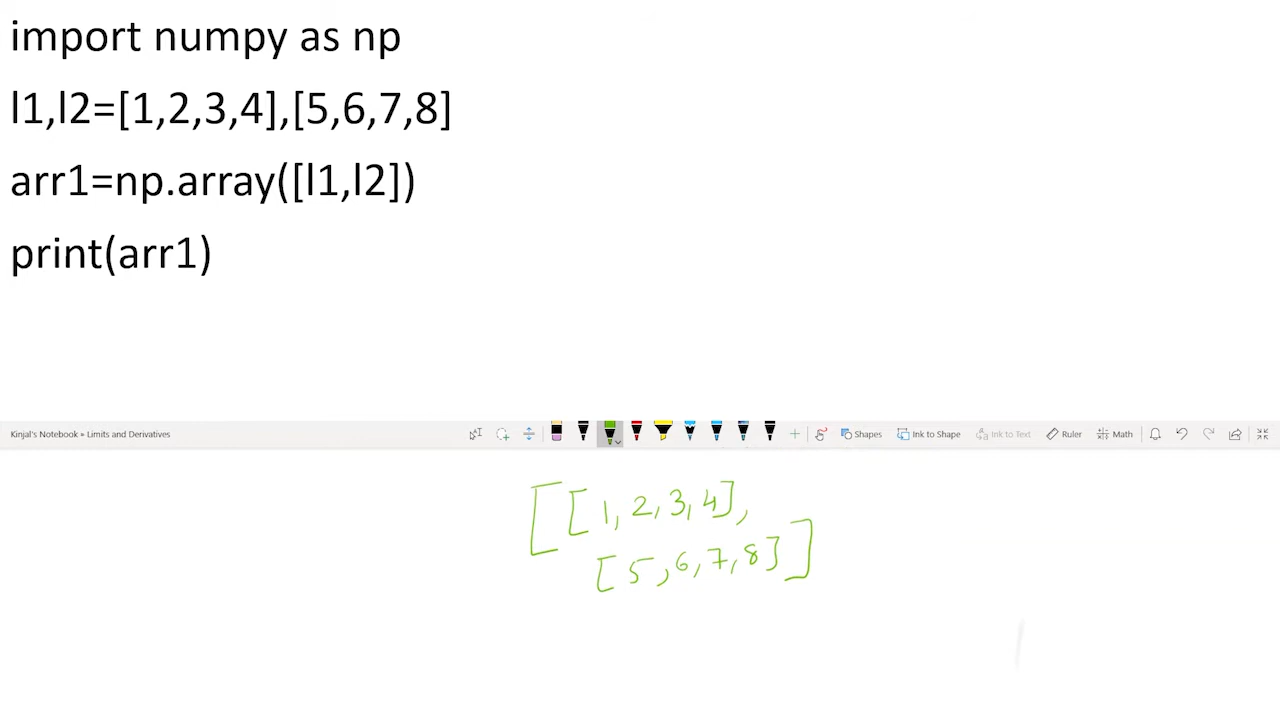 import numpy as np
l1,l2=[1,2,3,4],[5,6,7,8]
arr1=np.array([l1,l2])
print(arr1)
Kinjal's Notebook » Limits and Derivatives
Shapes
Ink to Shape
Ink to Text
Ruler
Math
[[1,2,3,4],
[5,6,7,8]]